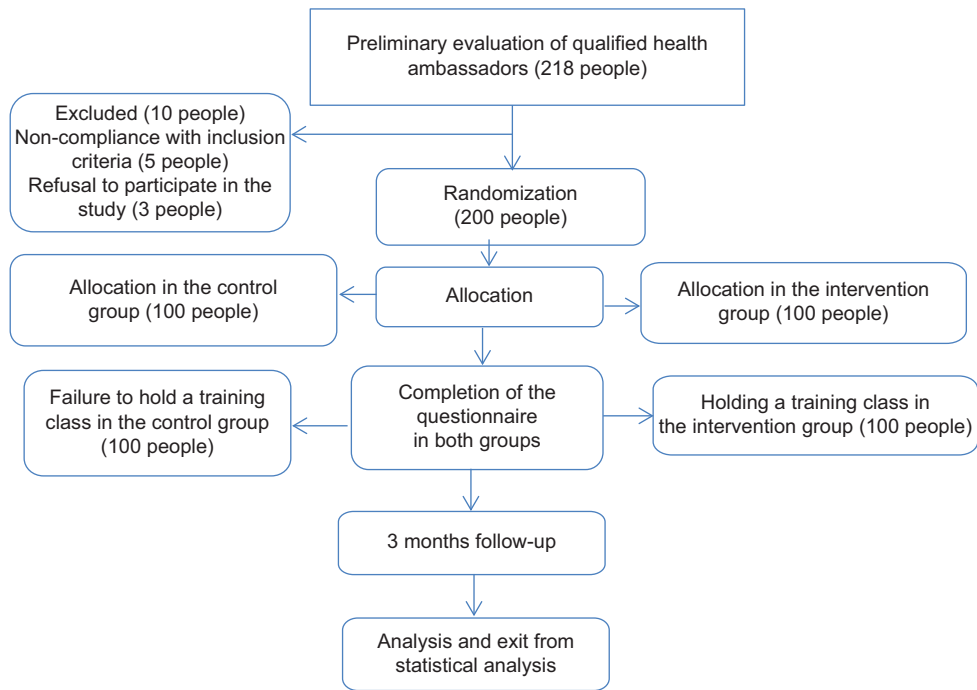 Preliminary evaluation of qualified health
ambassadors (218 people)
Excluded (10 people)
Non-compliance with inclusion
criteria (5 people)
Refusal to participate in the
study (3 people)
Randomization
(200 people)
Allocation in the control
group (100 people)
Allocation
Allocation in the intervention
group (100 people)
Failure to hold a training
class in the control group
(100 people)
Completion of the
questionnaire
in both groups
Holding a training class in
the intervention group (100 people)
3 months follow-up
Analysis and exit from
statistical analysis